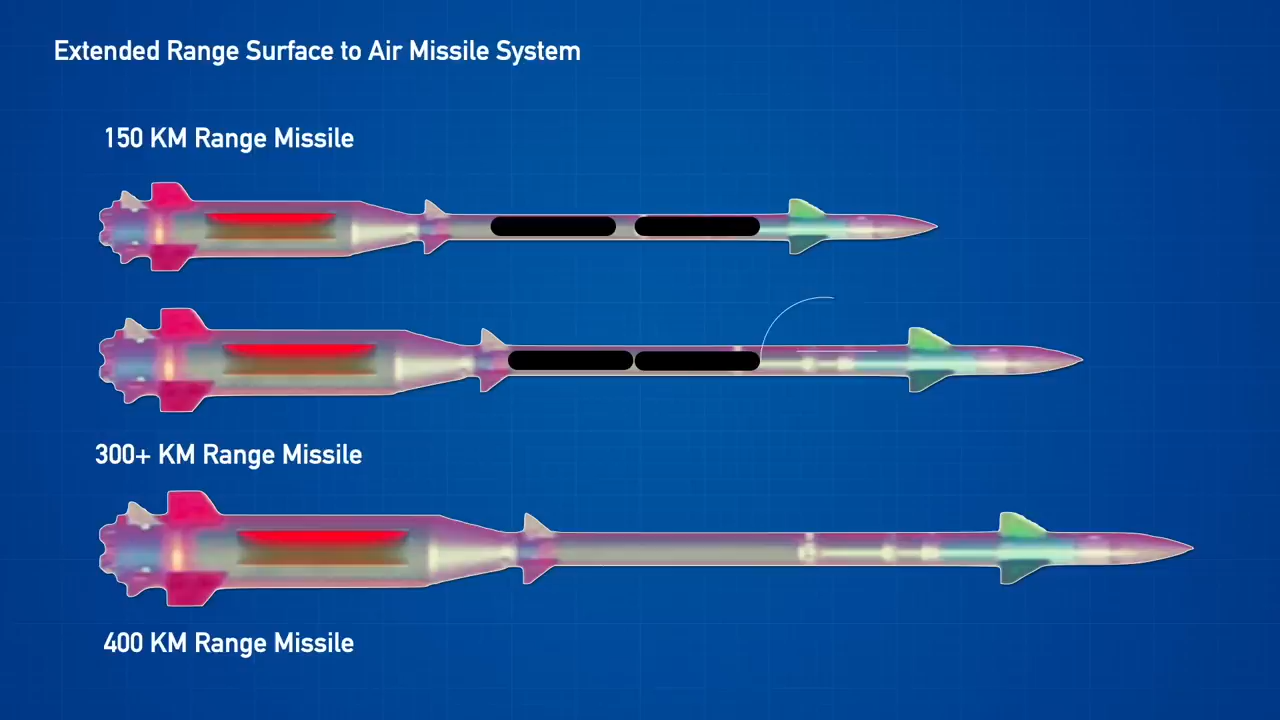 Extended Range Surface to Air Missile System
150 KM Range Missile
300+ KM Range Missile
400 KM Range Missile